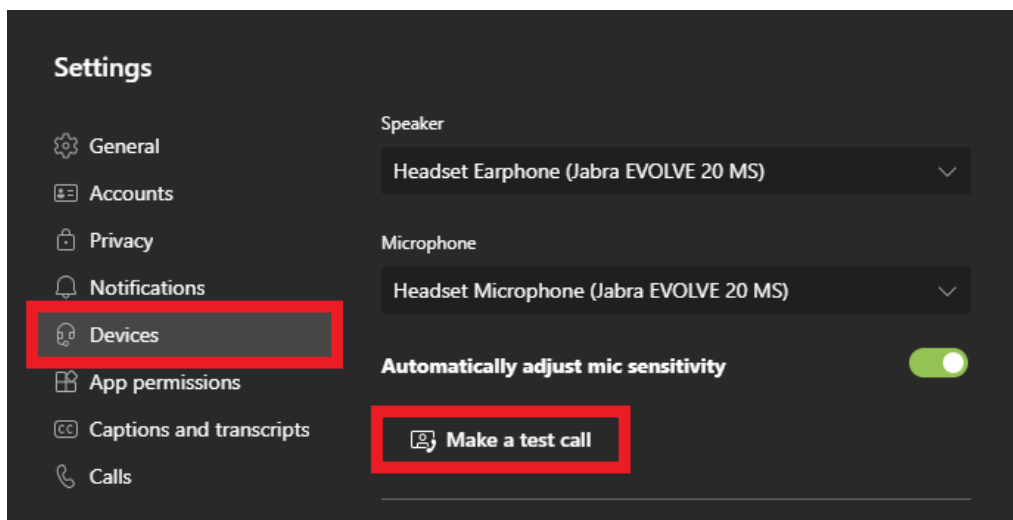 Settings
General
Accounts
Privacy
Notifications
Devices
App permissions
CC Captions and transcripts
Calls
Speaker
Headset Earphone (Jabra EVOLVE 20 MS)
Microphone
Headset Microphone (Jabra EVOLVE 20 MS)
Automatically adjust mic sensitivity
Make a test call